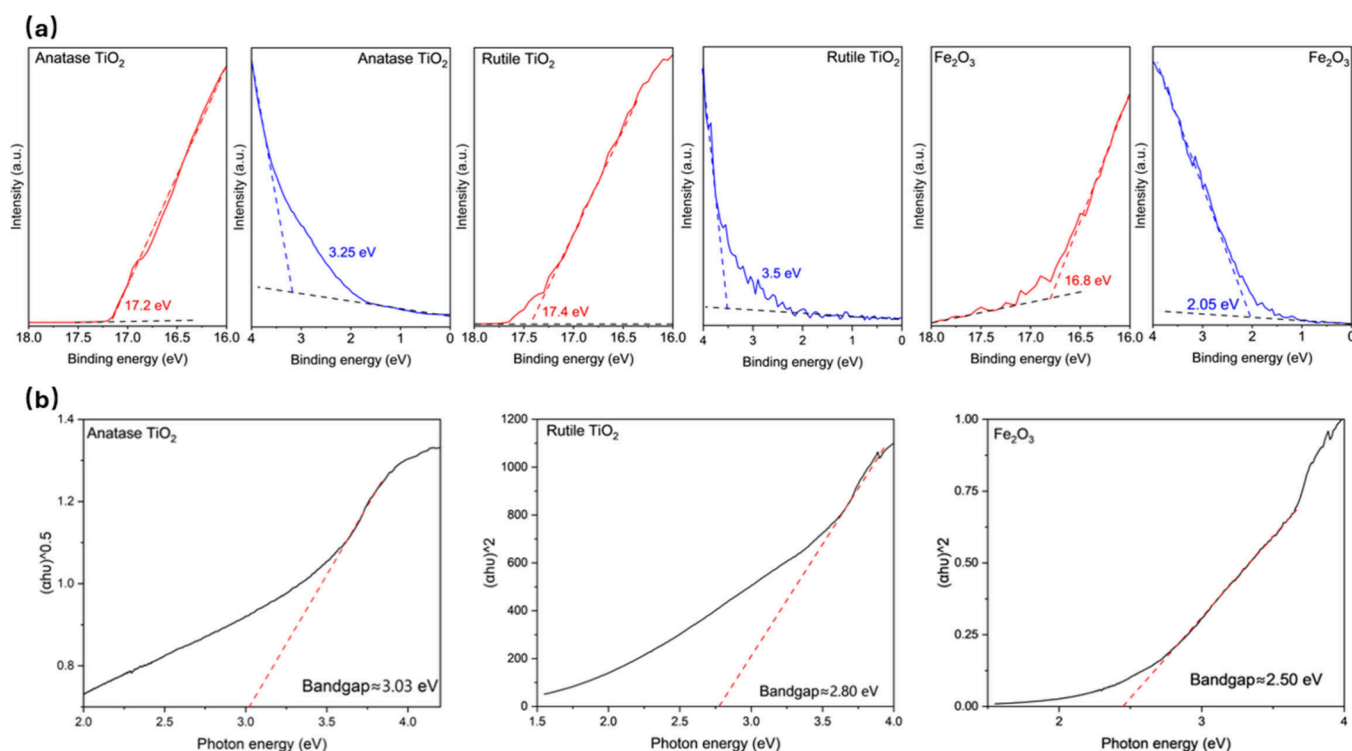 (a)
Anatase TiO₂
Intensity (a.u.)
17.2 eV
18.0 17.5 17.0 16.5 16.0
Binding energy (eV)
Anatase TiO₂
Intensity (a.u.)
3.25 eV
4 3 2 1 0
Binding energy (eV)
Rutile TiO₂
Intensity (a.u.)
17.4 eV
18.0 17.5 17.0 16.5 16.0
Binding energy (eV)
Rutile TiO₂
Intensity (a.u.)
3.5 eV
4 3 2 1 0
Binding energy (eV)
Fe₂O₃
Intensity (a.u.)
16.8 eV
18.0 17.5 17.0 16.5 16.0
Binding energy (eV)
Fe₂O₃
Intensity (a.u.)
2.05 eV
4 3 2 1 0
Binding energy (eV)
(b)
Anatase TiO₂
(αhu)^0.5
1.4
1.2
1.0
0.8
Bandgap≈3.03 eV
2.0 2.5 3.0 3.5 4.0
Photon energy (eV)
Rutile TiO₂
(αhu)^2
1200
1000
800
600
400
200
0
Bandgap≈2.80 eV
1.5 2.0 2.5 3.0 3.5 4.0
Photon energy (eV)
Fe₂O₃
(αhu)^2
1.00
0.75
0.50
0.25
0.00
Bandgap≈2.50 eV
2 3 4
Photon energy (eV)